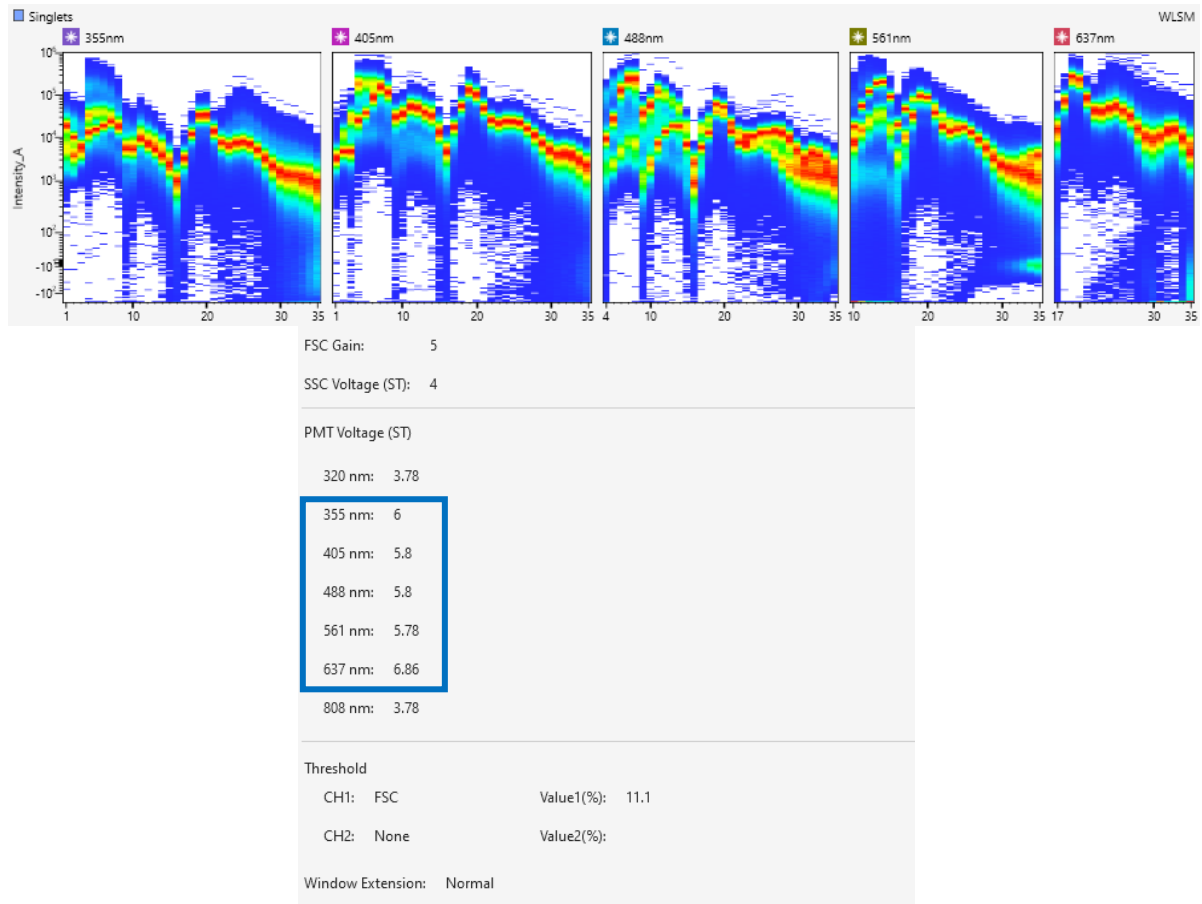 Singlets WLSM
355nm 405nm 488nm 561nm 637nm
Intensity_A
10⁶
10⁵
10⁴
10³
10²
-10¹
-10²
1 10 20 30 35 1 10 20 30 35 4 10 20 30 35 10 20 30 35 17 30 35
FSC Gain: 5
SSC Voltage (ST): 4
PMT Voltage (ST)
320 nm: 3.78
355 nm: 6
405 nm: 5.8
488 nm: 5.8
561 nm: 5.78
637 nm: 6.86
808 nm: 3.78
Threshold
CH1: FSC Value1(%): 11.1
CH2: None Value2(%):
Window Extension: Normal